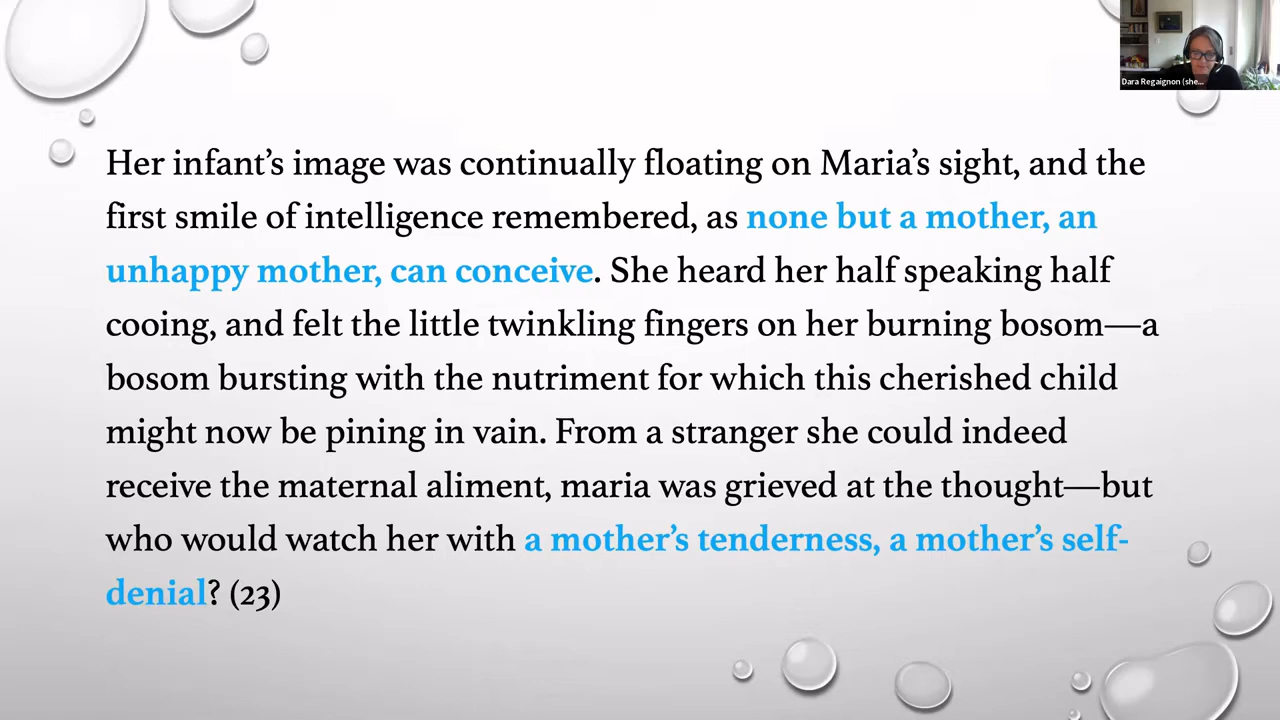 Dara Regaignon (she...
Her infant’s image was continually floating on Maria’s sight, and the
first smile of intelligence remembered, as none but a mother, an
unhappy mother, can conceive. She heard her half speaking half
cooing, and felt the little twinkling fingers on her burning bosom—a
bosom bursting with the nutriment for which this cherished child
might now be pining in vain. From a stranger she could indeed
receive the maternal aliment, maria was grieved at the thought—but
who would watch her with a mother’s tenderness, a mother’s self-
denial? (23)